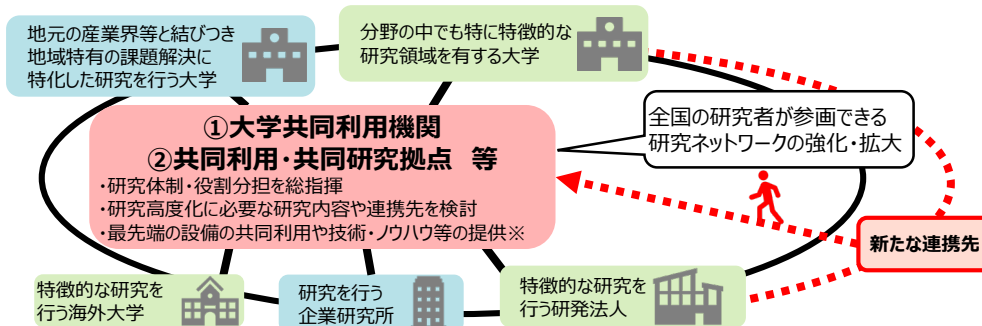 地元の産業界等と結びつき
地域特有の課題解決に
特化した研究を行う大学
分野の中でも特に特徴的な
研究領域を有する大学
①大学共同利用機関
②共同利用・共同研究拠点 等
・研究体制・役割分担を総指揮
・研究高度化に必要な研究内容や連携先を検討
・最先端の設備の共同利用や技術・ノウハウ等の提供※
全国の研究者が参画できる
研究ネットワークの強化・拡大
新たな連携先
特徴的な研究を
行う海外大学
研究を行う
企業研究所
特徴的な研究を
行う研発法人